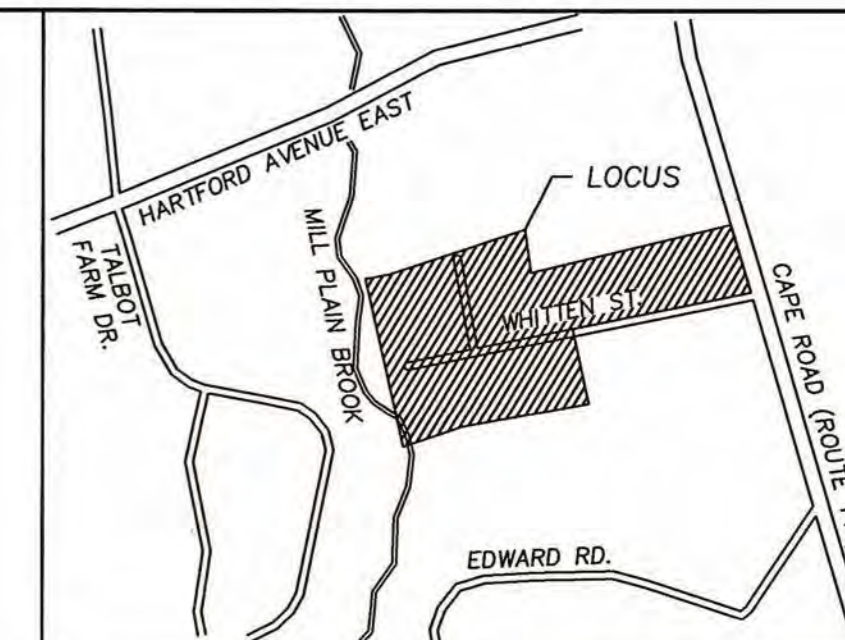 HARTFORD AVENUE EAST
LOCUS
TALBOT
FARM DR.
MILL PLAIN BROOK
WHITTEN ST.
CAPE ROAD (ROUTE
EDWARD RD.